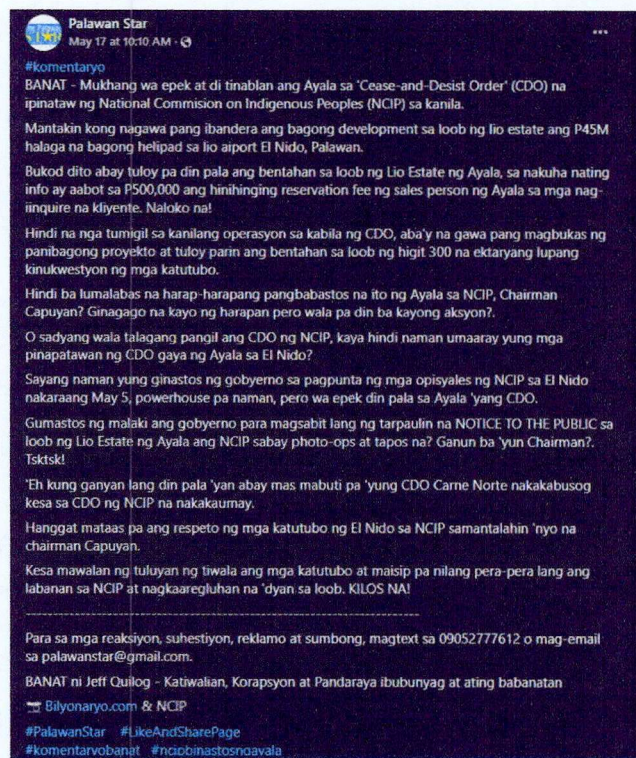 Palawan Star
May 17 at 10:10 AM ·
#komentaryo
BANAT - Mukhang wa epek at di tinablan ang Ayala sa 'Cease-and-Desist Order' (CDO) na
ipinataw ng National Commision on Indigenous Peoples (NCIP) sa kanila.
Mantakin kong nagawa pang ibandera ang bagong development sa loob ng lio estate ang P45M
halaga na bagong helipad sa lio aiport El Nido, Palawan.
Bukod dito abay tuloy pa din pala ang bentahan sa loob ng Lio Estate ng Ayala, sa nakuha nating
info ay aabot sa P500,000 ang hinihinging reservation fee ng sales person ng Ayala sa mga nag-
iinquire na kliyente. Naloko na!
Hindi na nga tumigil sa kanilang operasyon sa kabila ng CDO, aba'y na gawa pang magbukas ng
panibagong proyekto at tuloy parin ang bentahan sa loob ng higit 300 na ektaryang lupang
kinukwestyon ng mga katutubo.
Hindi ba lumalabas na harap-harapang pangbabastos na ito ng Ayala sa NCIP, Chairman
Capuyan? Ginagago na kayo ng harapan pero wala pa din ba kayong aksyon?.
O sadyang wala talagang pangil ang CDO ng NCIP, kaya hindi naman umaaray yung mga
pinapatawan ng CDO gaya ng Ayala sa El Nido?
Sayang naman yung ginastos ng gobyerno sa pagpunta ng mga opisyales ng NCIP sa El Nido
nakaraang May 5, powerhouse pa naman, pero wa epek din pala sa Ayala 'yang CDO.
Gumastos ng malaki ang gobyerno para magsabit lang ng tarpaulin na NOTICE TO THE PUBLIC sa
loob ng Lio Estate ng Ayala ang NCIP sabay photo-ops at tapos na? Ganun ba 'yun Chairman?.
Tsktsk!
'Eh kung ganyan lang din pala 'yan abay mas mabuti pa 'yung CDO Carne Norte nakakabusog
kesa sa CDO ng NCIP na nakakaumay.
Hanggat mataas pa ang respeto ng mga katutubo ng El Nido sa NCIP samantalahin 'nyo na
chairman Capuyan.
Kesa mawalan ng tuluyan ng tiwala ang mga katutubo at maisip pa nilang pera-pera lang ang
labanan sa NCIP at nagkaaregluhan na 'dyan sa loob. KILOS NA!
Para sa mga reaksiyon, suhestiyon, reklamo at sumbong, magtext sa 09052777612 o mag-email
sa palawanstar@gmail.com.
BANAT ni Jeff Quilog - Katiwalian, Korapsyon at Pandaraya ibubunyag at ating babanatan
Bilyonaryo.com & NCIP
#PalawanStar #LikeAndSharePage
#komentaryobanat #ncipbinastosngayala